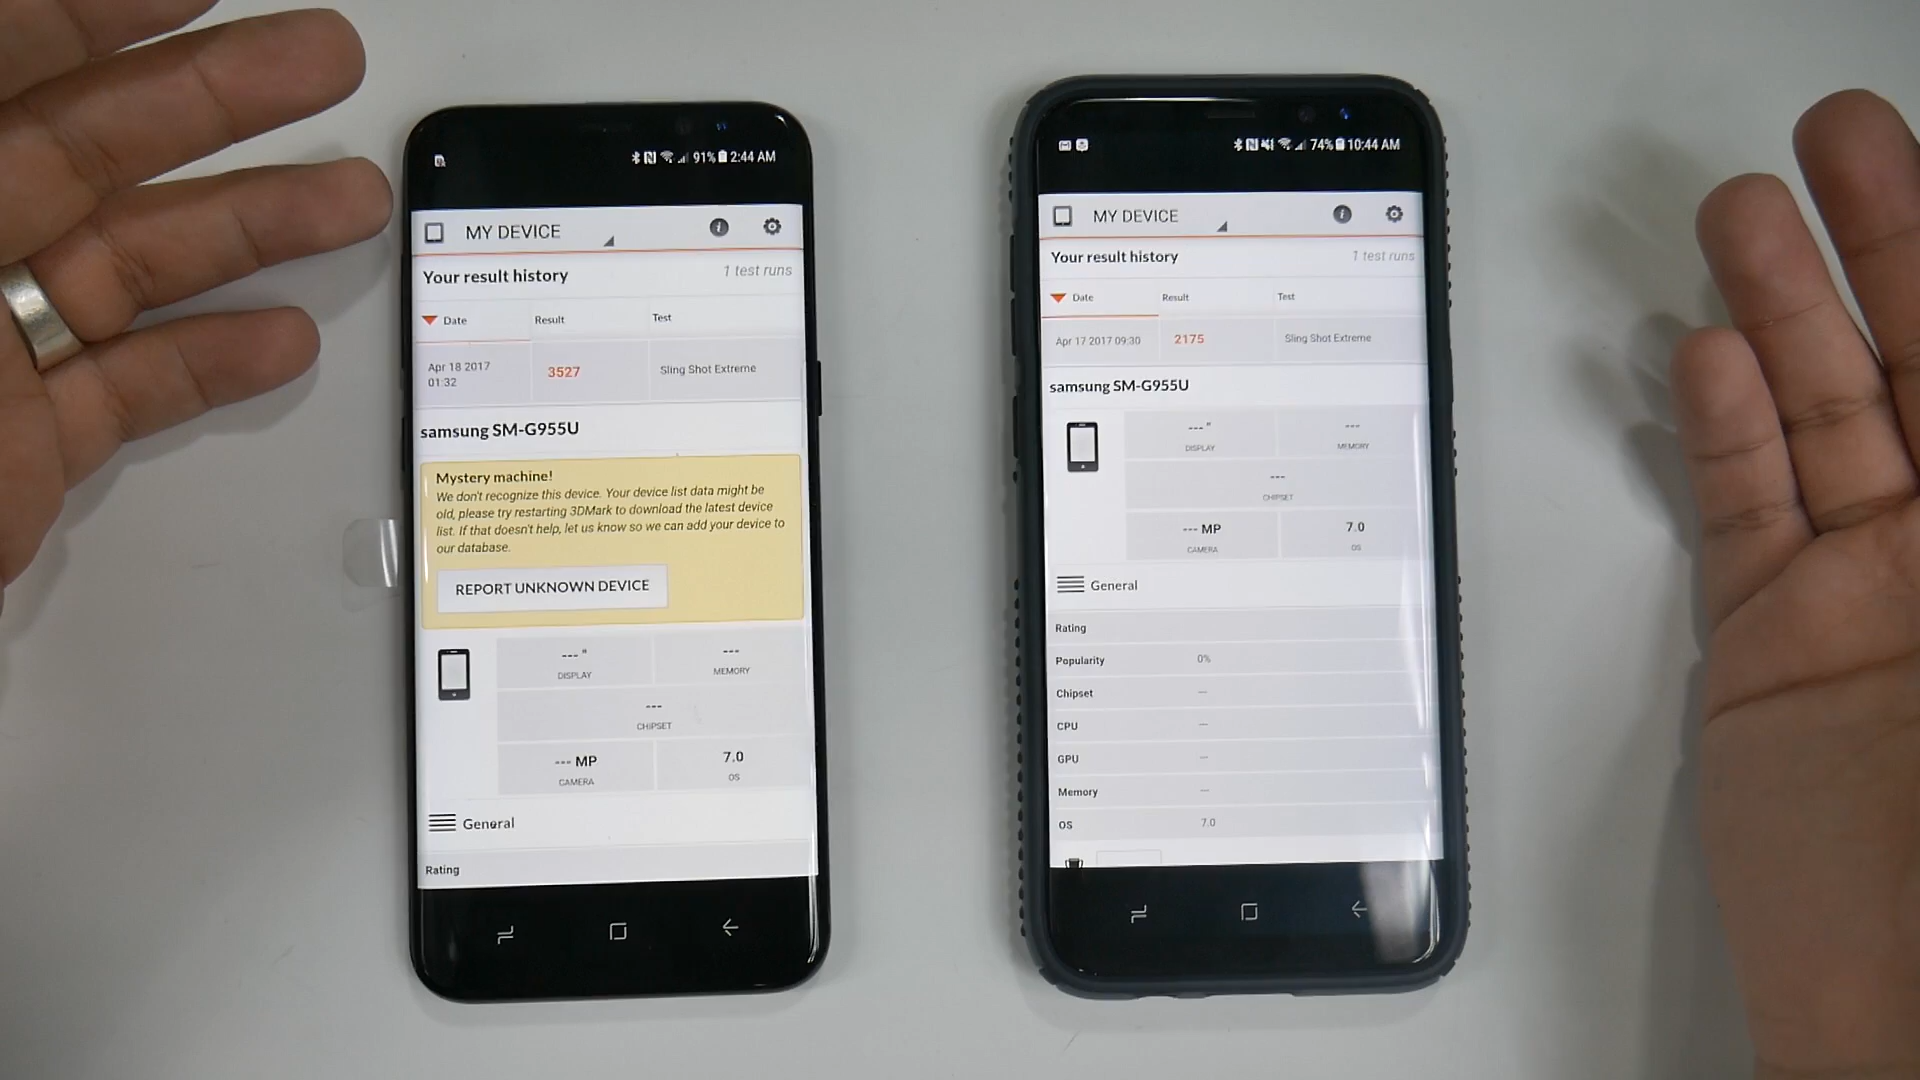 91% 2:44 AM
MY DEVICE
Your result history 1 test runs
Date Result Test
Apr 18 2017
01:32
3527 Sling Shot Extreme
samsung SM-G955U
Mystery machine!
We don't recognize this device. Your device list data might be
old, please try restarting 3DMark to download the latest device
list. If that doesn't help, let us know so we can add your device to
our database.
REPORT UNKNOWN DEVICE
--- " ---
DISPLAY MEMORY
---
CHIPSET
--- MP 7.0
CAMERA OS
General
Rating
74% 10:44 AM
MY DEVICE
Your result history 1 test runs
Date Result Test
Apr 17 2017 09:30 2175 Sling Shot Extreme
samsung SM-G955U
--- " ---
DISPLAY MEMORY
---
CHIPSET
--- MP 7.0
CAMERA OS
General
Rating
Popularity 0%
Chipset ---
CPU ---
GPU ---
Memory ---
OS 7.0